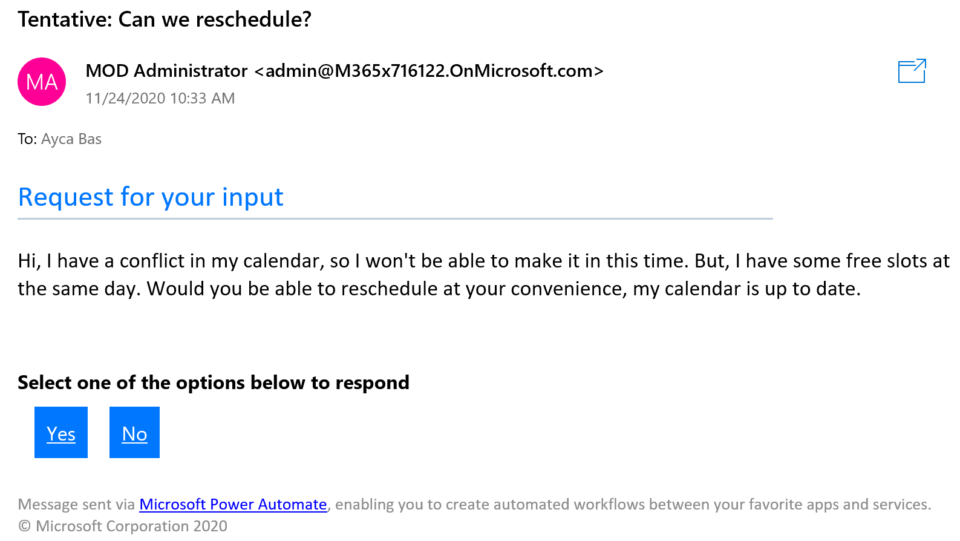 Tentative: Can we reschedule?
MA
MOD Administrator <admin@M365x716122.OnMicrosoft.com>
11/24/2020 10:33 AM
To: Ayca Bas
Request for your input
Hi, I have a conflict in my calendar, so I won't be able to make it in this time. But, I have some free slots at
the same day. Would you be able to reschedule at your convenience, my calendar is up to date.
Select one of the options below to respond
Yes No
Message sent via Microsoft Power Automate, enabling you to create automated workflows between your favorite apps and services.
© Microsoft Corporation 2020